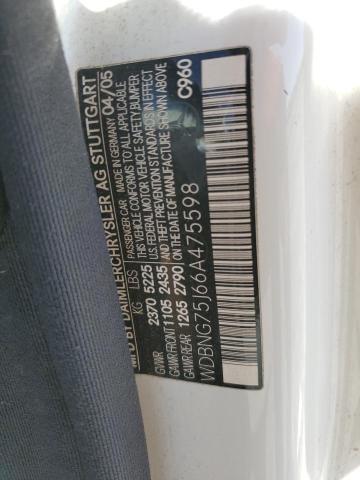 MFD BY DAIMLERCHRYSLER AG STUTTGART
PASSENGER CAR MADE IN GERMANY 04/05
KG LBS THIS VEHICLE CONFORMS TO ALL APPLICABLE
GVWR 2370 5225 U.S. FEDERAL MOTOR VEHICLE SAFETY BUMPER
GAWR FRONT 1105 2435 AND THEFT PREVENTION STANDARDS IN EFFECT
GAWR REAR 1265 2790 ON THE DATE OF MANUFACTURE SHOWN ABOVE
WDBNG75J66A475598 C960